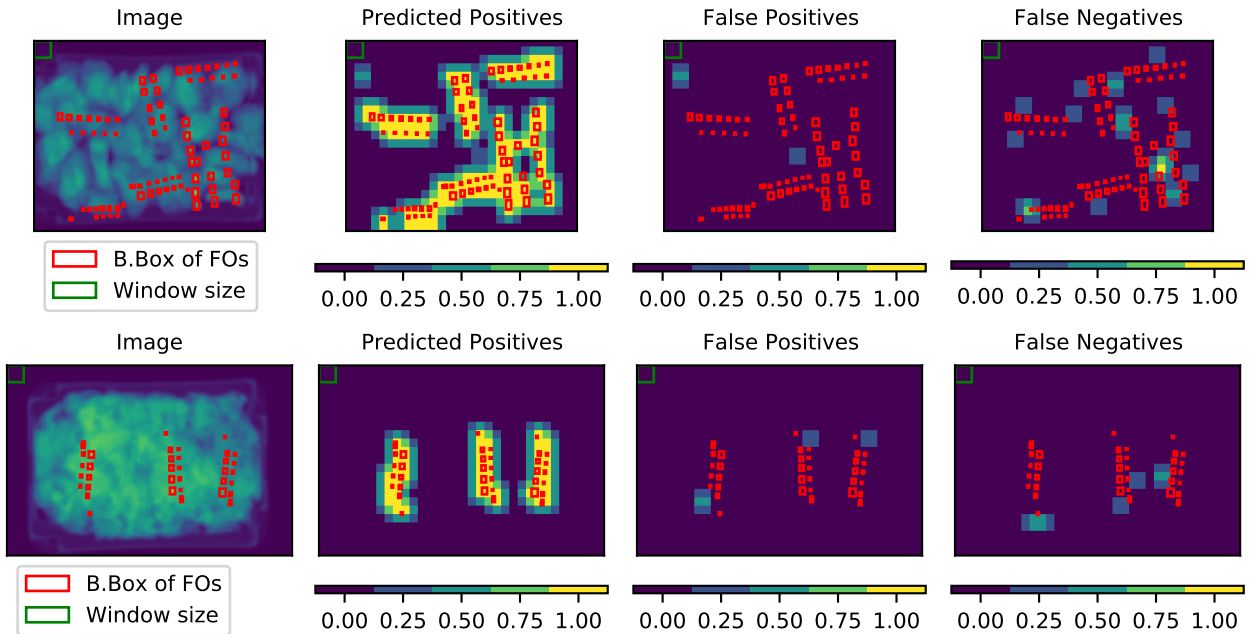 Image Predicted Positives False Positives False Negatives
B.Box of FOs
Window size
0.00 0.25 0.50 0.75 1.00 0.00 0.25 0.50 0.75 1.00 0.00 0.25 0.50 0.75 1.00
Image Predicted Positives False Positives False Negatives
B.Box of FOs
Window size
0.00 0.25 0.50 0.75 1.00 0.00 0.25 0.50 0.75 1.00 0.00 0.25 0.50 0.75 1.00